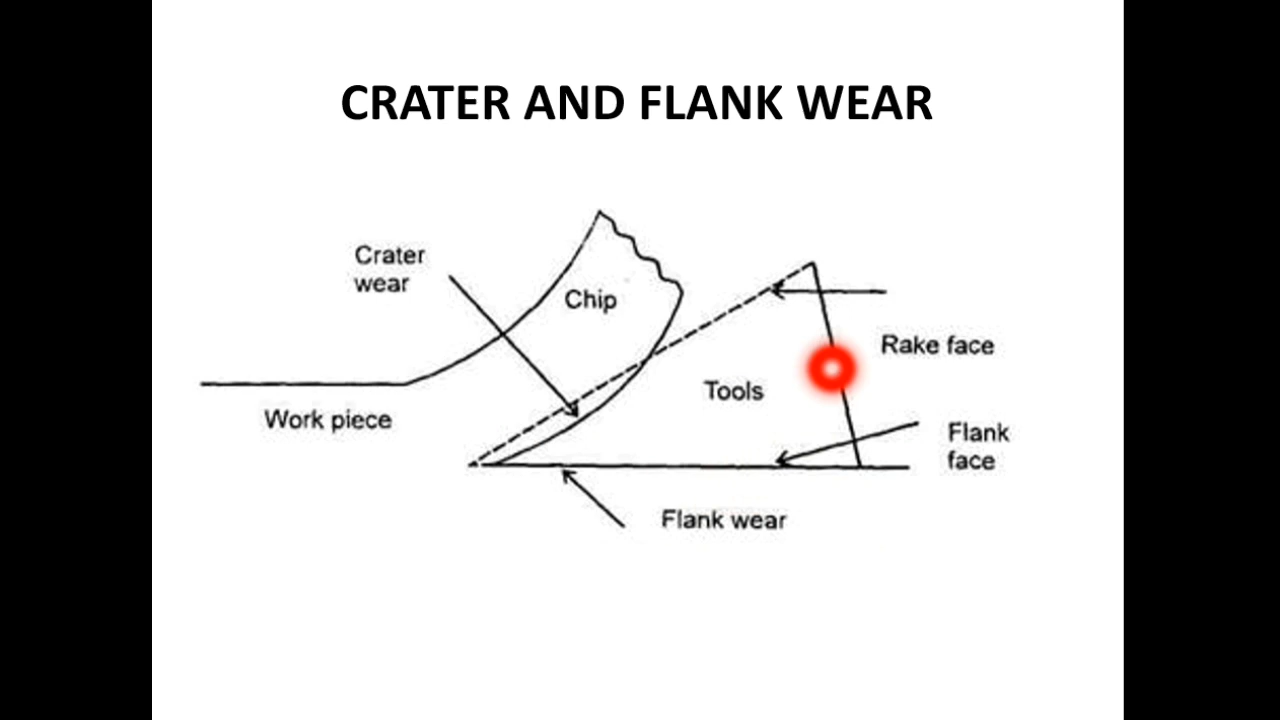 CRATER AND FLANK WEAR
Crater
wear
Chip
Rake face
Tools
Work piece
Flank
face
Flank wear